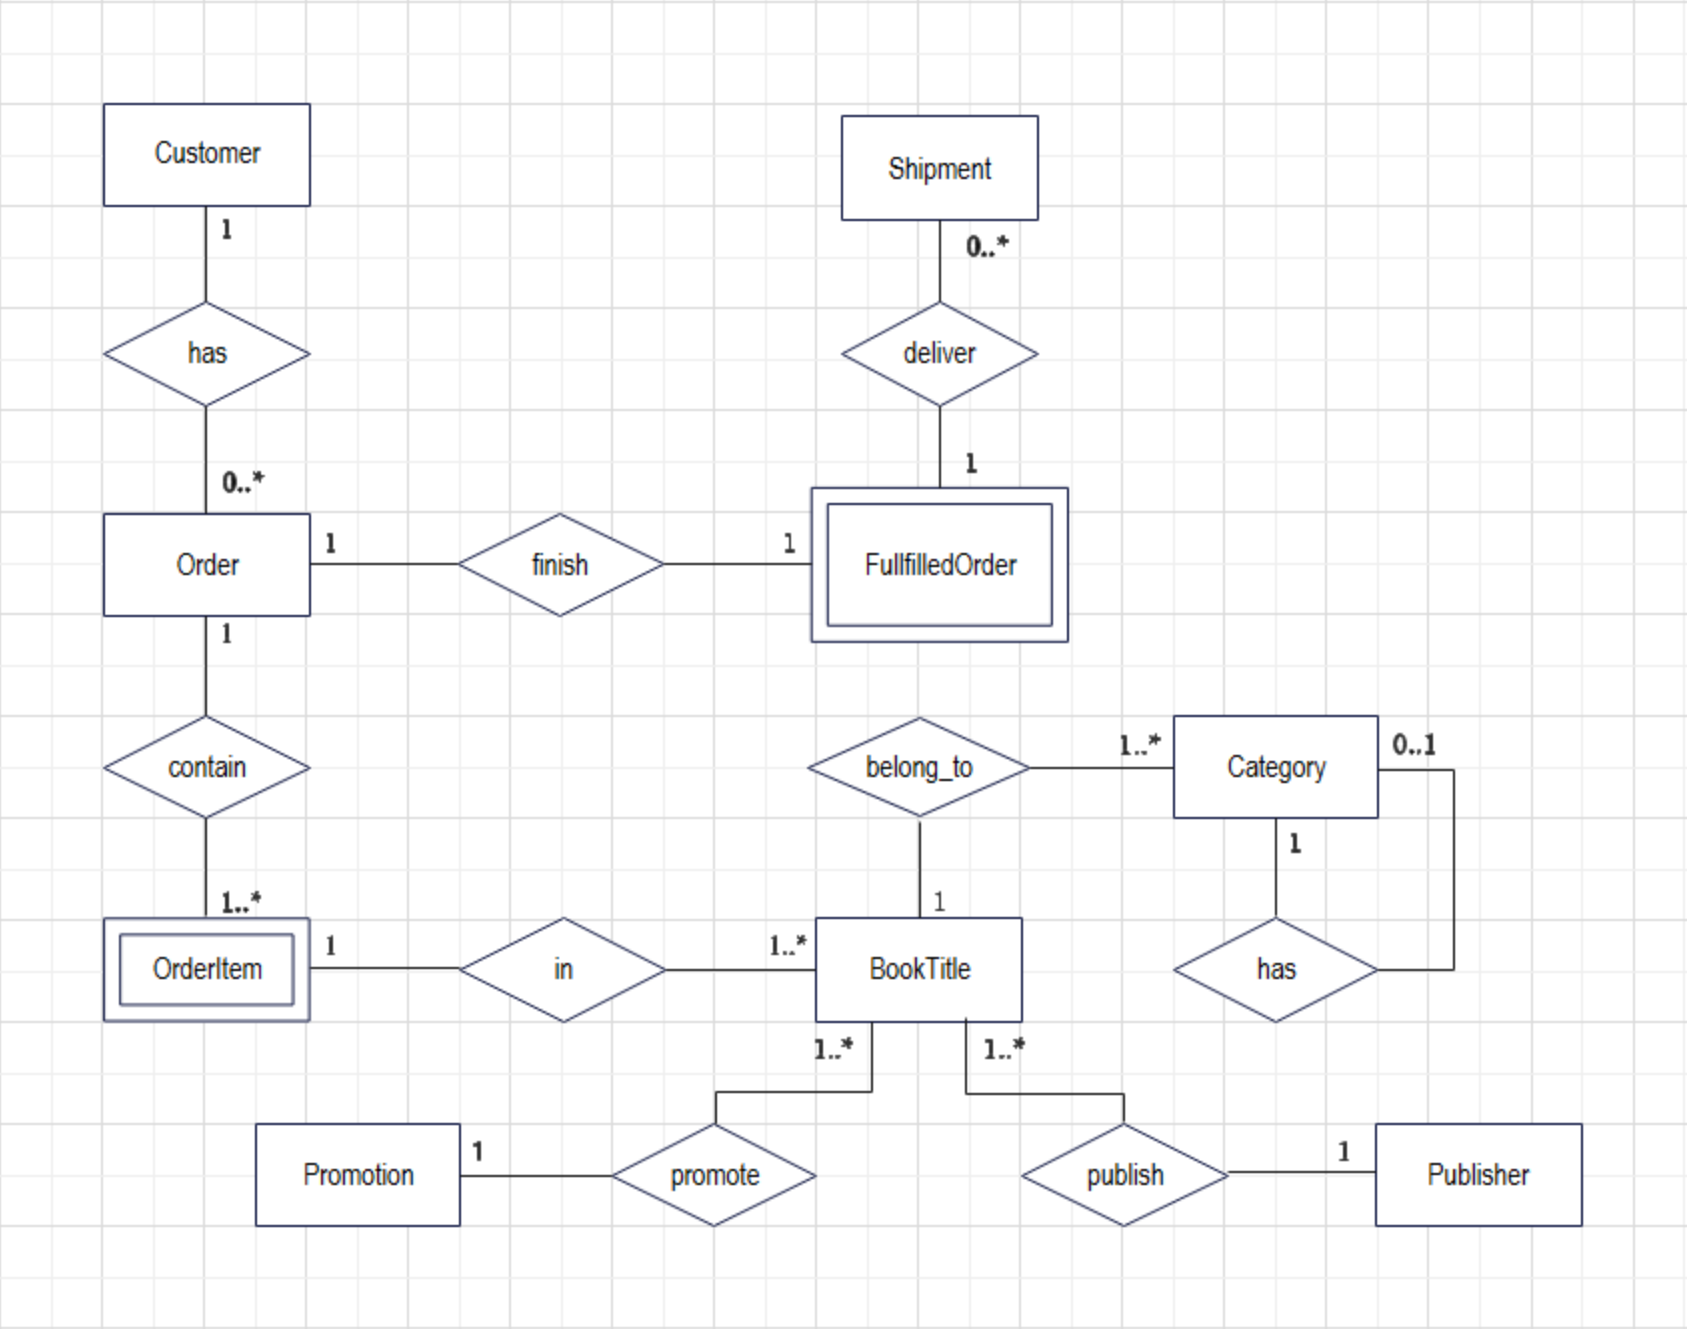 Customer
Shipment
1
0..*
has
deliver
0..*
1
Order
1
finish
1
FullfilledOrder
1
contain
belong_to
1..*
Category
0..1
1
1..*
1
OrderItem
1
in
1..*
BookTitle
has
1..*
1..*
Promotion
1
promote
publish
1
Publisher